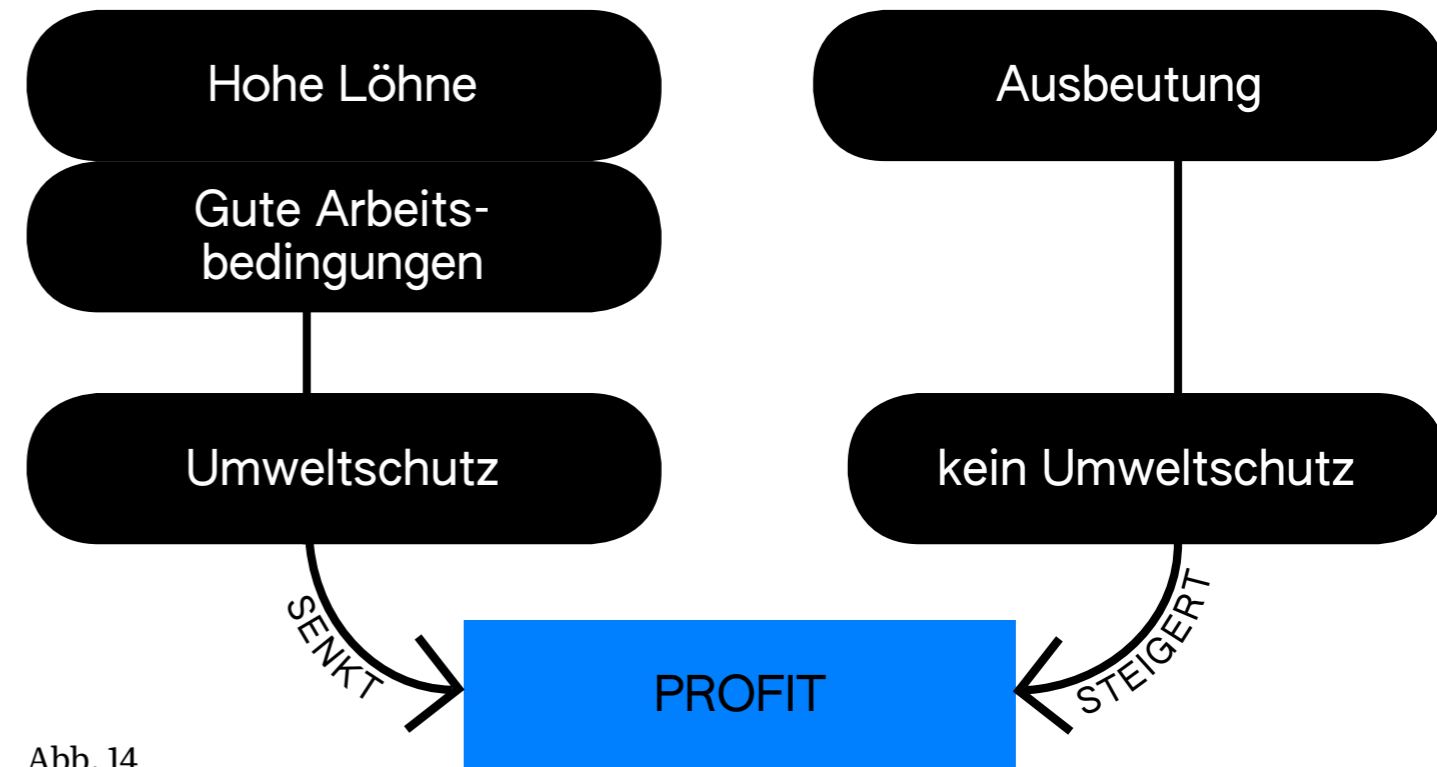 Hohe Löhne
Ausbeutung
Gute Arbeits-
bedingungen
Umweltschutz
kein Umweltschutz
SENKT
STEIGERT
PROFIT
Abb. 14